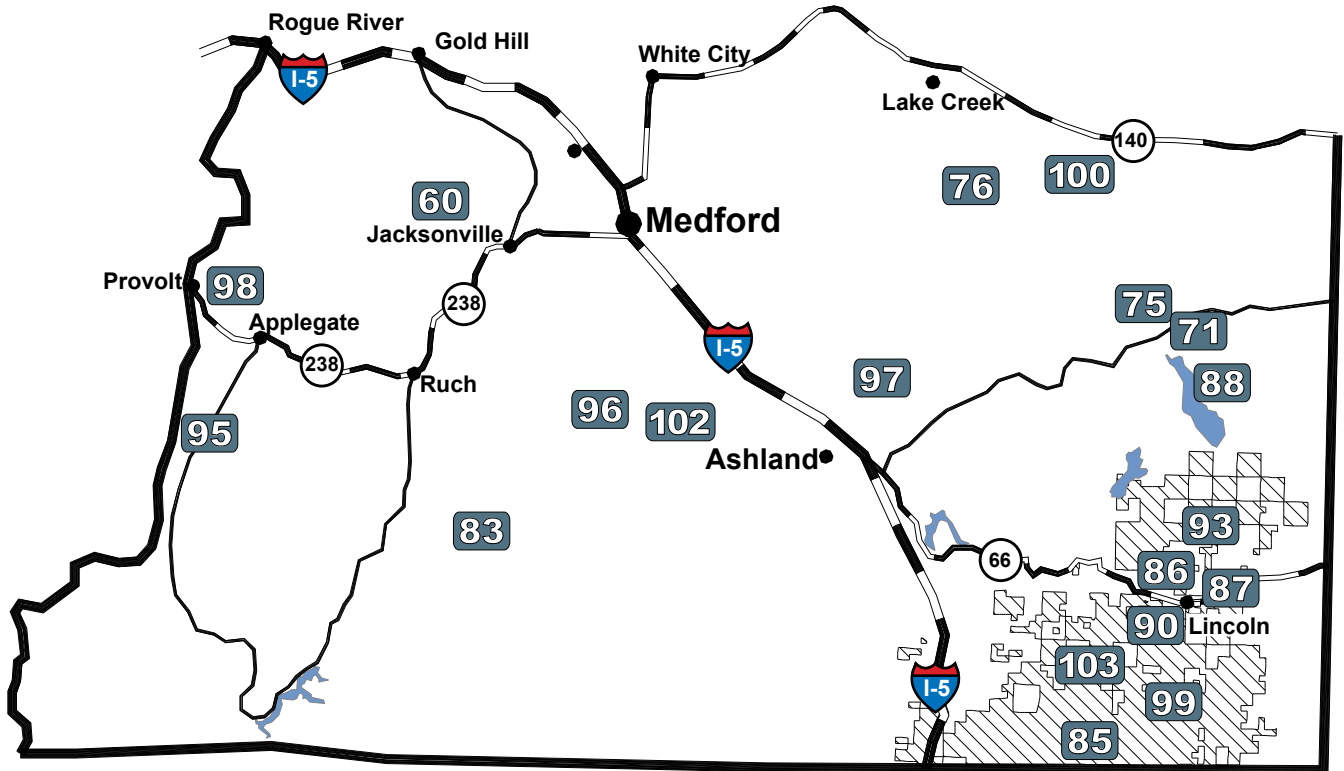 Rogue River
Gold Hill
I-5
White City
Lake Creek
140
100
76
60
Medford
Jacksonville
Provolt
98
238
75
Applegate
71
I-5
238
Ruch
97
88
96
102
95
Ashland
83
93
66
86
87
90
Lincoln
103
I-5
99
85